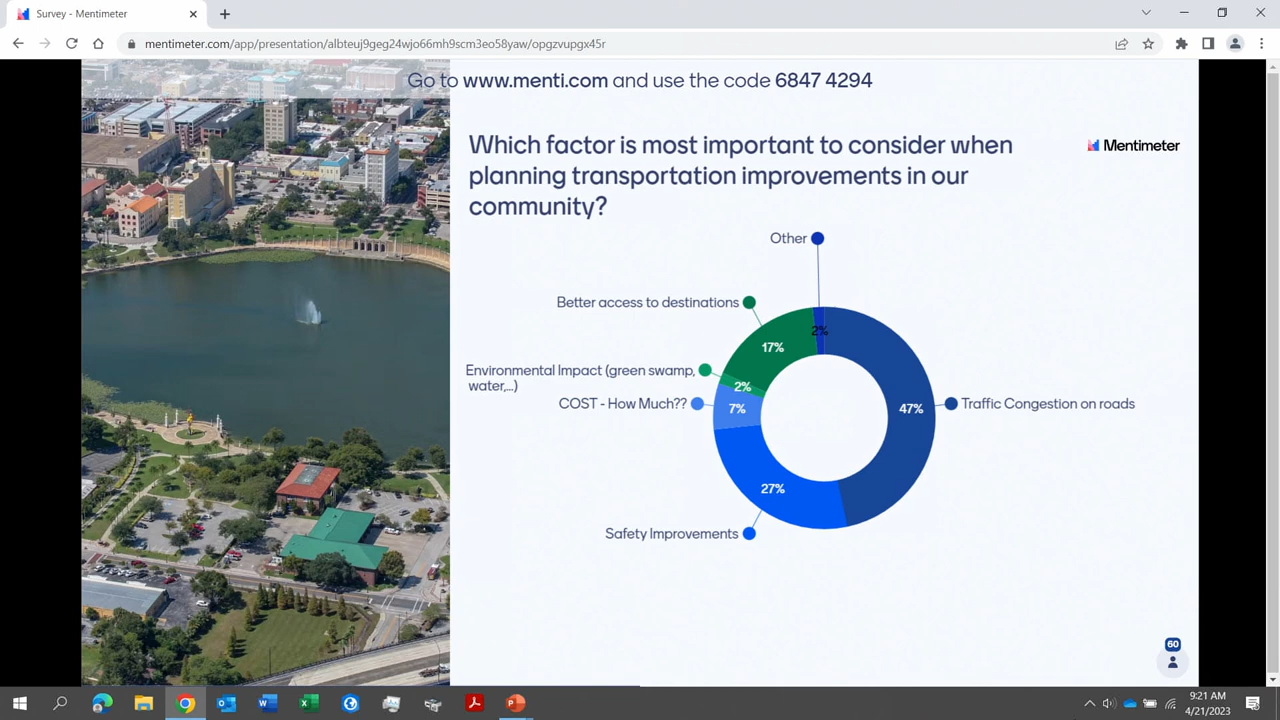 Survey - Mentimeter
mentimeter.com/app/presentation/albteuj9geg24wjo66mh9scm3eo58yaw/opgzvupgx45r
Go to www.menti.com and use the code 6847 4294
Which factor is most important to consider when
planning transportation improvements in our
community?
Mentimeter
Other
Better access to destinations
2%
17%
Environmental Impact (green swamp,
water,...)
2%
COST - How Much??
7%
47%
Traffic Congestion on roads
27%
Safety Improvements
60
9:21 AM
4/21/2023